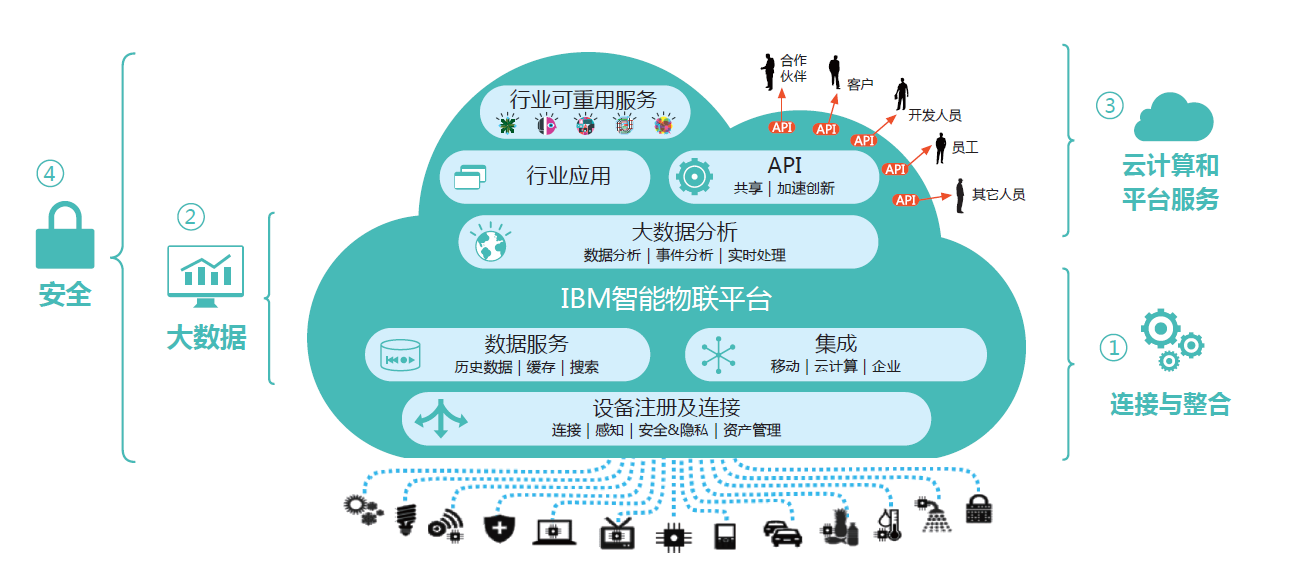 合作
伙伴
客户
开发人员
员工
其它人员
API
API
API
API
API
行业可重用服务
行业应用
API
共享 | 加速创新
大数据分析
数据分析 | 事件分析 | 实时处理
IBM智能物联平台
数据服务
历史数据 | 缓存 | 搜索
集成
移动 | 云计算 | 企业
设备注册及连接
连接 | 感知 | 安全&隐私 | 资产管理
④
安全
②
大数据
③
云计算和
平台服务
①
连接与整合